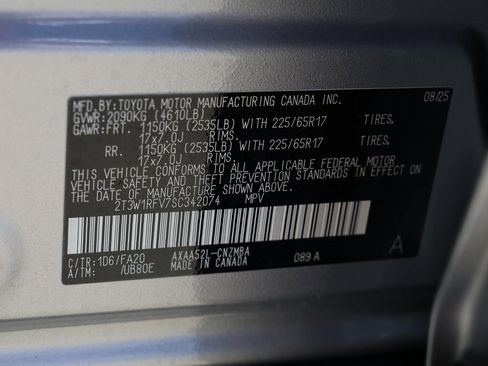 MFD.BY:TOYOTA MOTOR MANUFACTURING CANADA INC. 08/25
GVWR:2090KG (4610LB)
GAWR:FRT. 1150KG (2535LB) WITH 225/65R17 TIRES.
17x7.0J RIMS.
RR. 1150KG (2535LB) WITH 225/65R17 TIRES.
17x7.0J RIMS.
THIS VEHICLE CONFORMS TO ALL APPLICABLE FEDERAL MOTOR
VEHICLE SAFETY STANDARDS IN EFFECT ON
THE DATE OF MANUFACTURE SHOWN ABOVE.
2T3W1RFV7SC342074 MPV
C/TR:1D6/FA20 AXAA52L-CNZMBA 089 A A
A/TM: /UB80E MADE IN CANADA